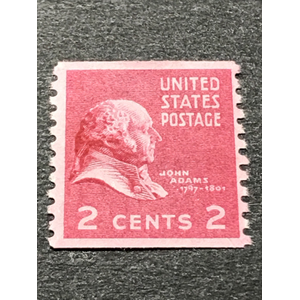 UNITED
STATES
POSTAGE
JOHN
ADAMS
1797-1801
2 CENTS 2